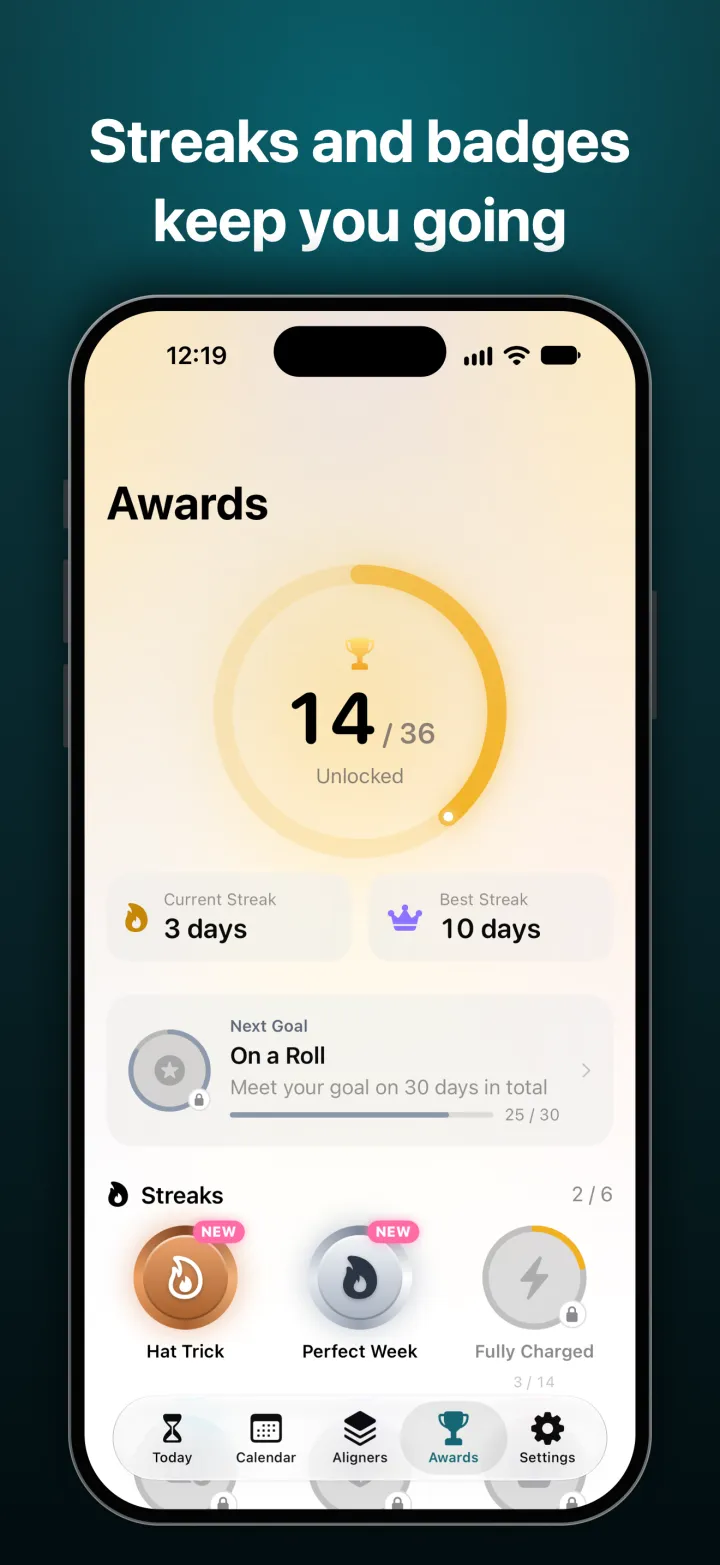 Streaks and badges
keep you going
12:19
Awards
14 / 36
Unlocked
Current Streak
3 days
Best Streak
10 days
Next Goal
On a Roll
Meet your goal on 30 days in total
25 / 30
Streaks
2 / 6
NEW
NEW
Hat Trick
Perfect Week
Fully Charged
3 / 14
Today
Calendar
Aligners
Awards
Settings